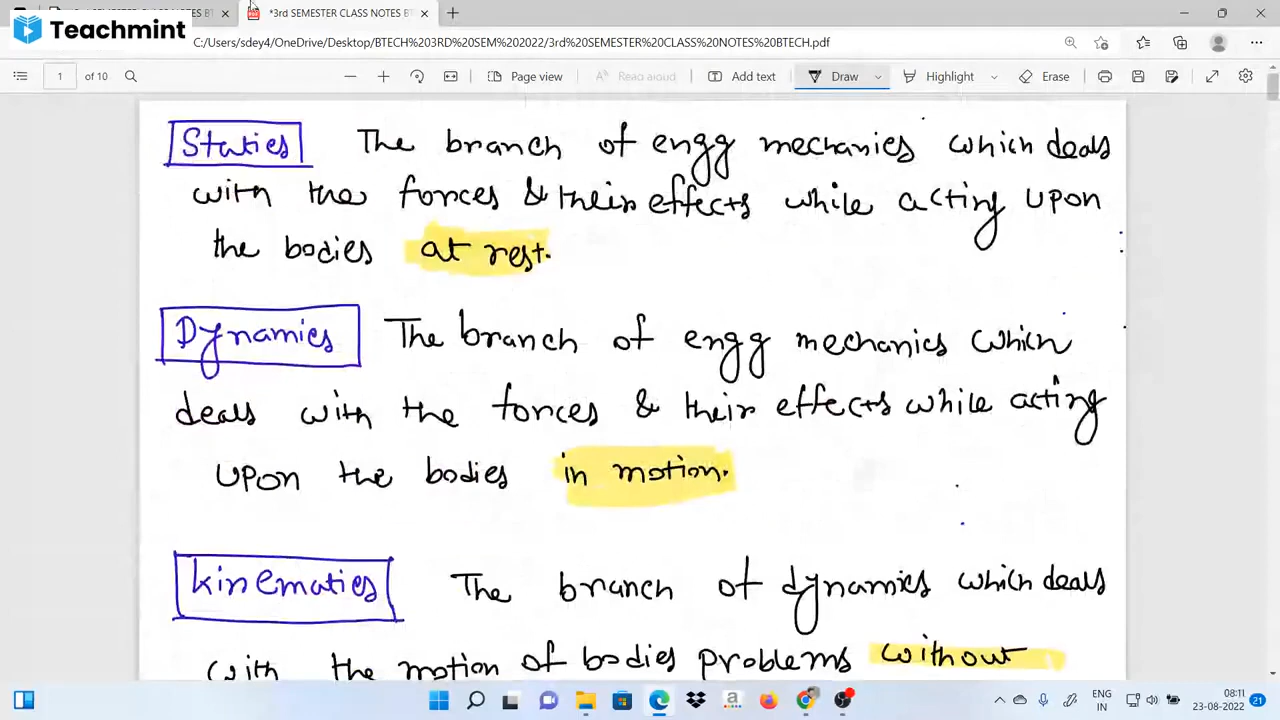 *3rd SEMESTER CLASS NOTES BT
Teachmint
C:/Users/sdey4/OneDrive/Desktop/BTECH%203RD%20SEM%202022/3rd%20SEMESTER%20CLASS%20NOTES%20BTECH.pdf
1 of 10 Page view Read aloud Add text Draw Highlight Erase
Statics The branch of engg mechanics which deals
with the forces & their effects while acting upon
the bodies at rest.
Dynamics The branch of engg mechanics which
deals with the forces & their effects while acting
upon the bodies in motion.
Kinematics The branch of dynamics which deals
with the motion of bodies problems without
ENG 08:11
IN 23-08-2022 21